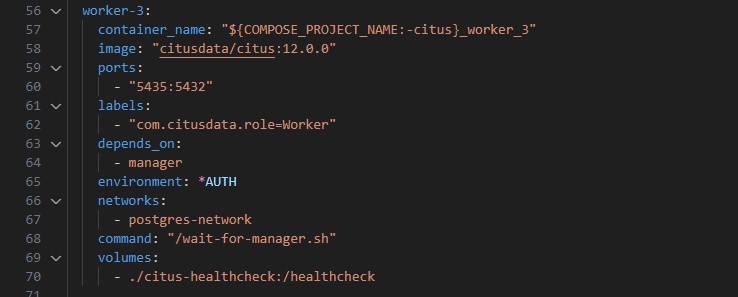 56 worker-3:
57 container_name: "${COMPOSE_PROJECT_NAME:-citus}_worker_3"
58 image: "citusdata/citus:12.0.0"
59 ports:
60 - "5435:5432"
61 labels:
62 - "com.citusdata.role=Worker"
63 depends_on:
64 - manager
65 environment: *AUTH
66 networks:
67 - postgres-network
68 command: "/wait-for-manager.sh"
69 volumes:
70 - ./citus-healthcheck:/healthcheck
71